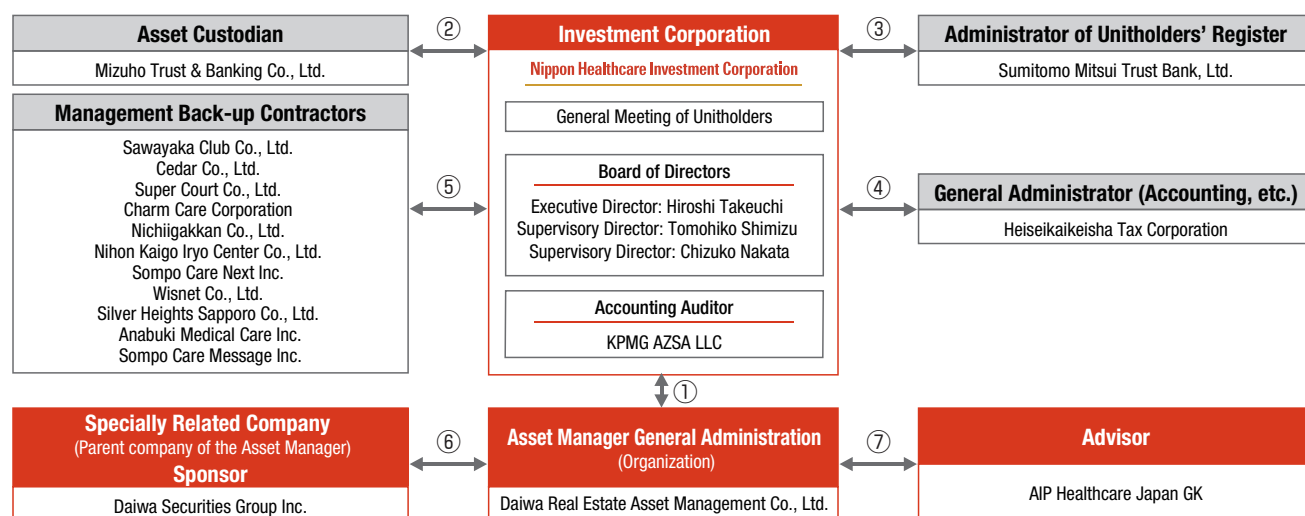 Asset Custodian
Mizuho Trust & Banking Co., Ltd.
②
Management Back-up Contractors
Sawayaka Club Co., Ltd.
Cedar Co., Ltd.
Super Court Co., Ltd.
Charm Care Corporation
Nichiigakkan Co., Ltd.
Nihon Kaigo Iryo Center Co., Ltd.
Sompo Care Next Inc.
Wisnet Co., Ltd.
Silver Heights Sapporo Co., Ltd.
Anabuki Medical Care Inc.
Sompo Care Message Inc.
⑤
Investment Corporation
Nippon Healthcare Investment Corporation
General Meeting of Unitholders
Board of Directors
Executive Director: Hiroshi Takeuchi
Supervisory Director: Tomohiko Shimizu
Supervisory Director: Chizuko Nakata
Accounting Auditor
KPMG AZSA LLC
③
Administrator of Unitholders’ Register
Sumitomo Mitsui Trust Bank, Ltd.
④
General Administrator (Accounting, etc.)
Heiseikaikeisha Tax Corporation
①
Specially Related Company
(Parent company of the Asset Manager)
Sponsor
Daiwa Securities Group Inc.
⑥
Asset Manager General Administration
(Organization)
Daiwa Real Estate Asset Management Co., Ltd.
⑦
Advisor
AIP Healthcare Japan GK